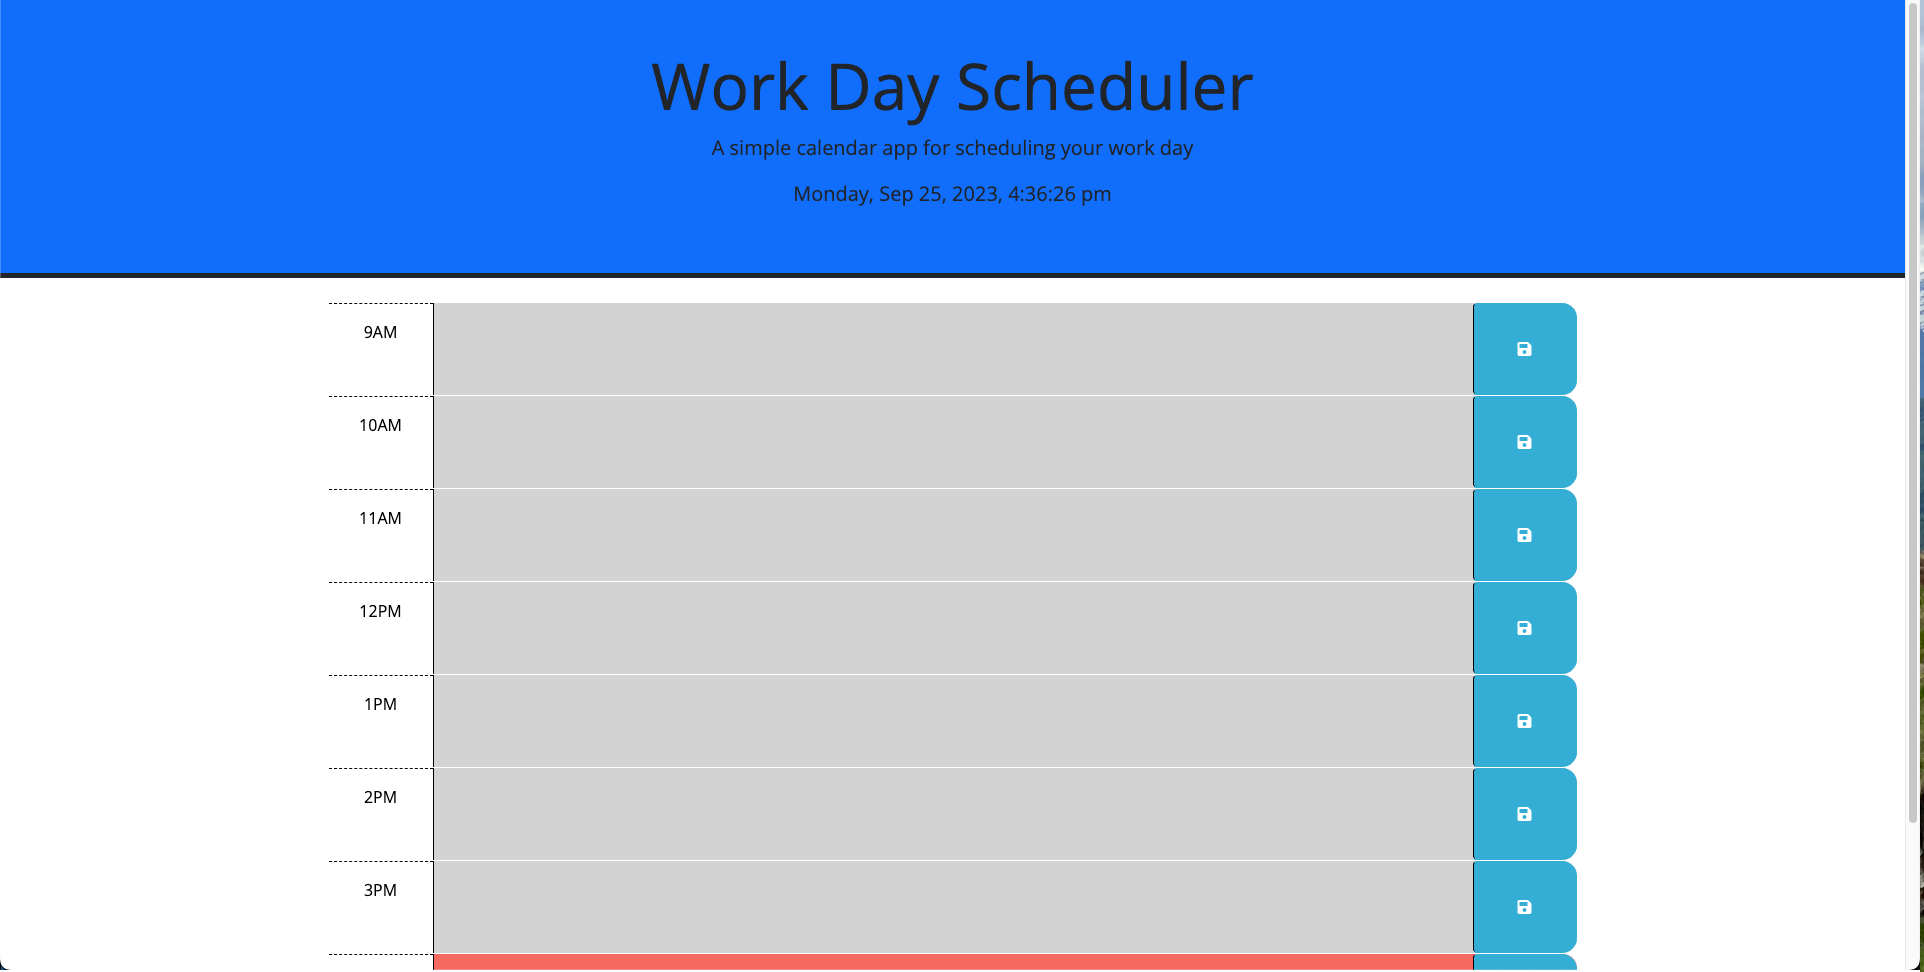 Work Day Scheduler
A simple calendar app for scheduling your work day
Monday, Sep 25, 2023, 4:36:26 pm
9AM
10AM
11AM
12PM
1PM
2PM
3PM